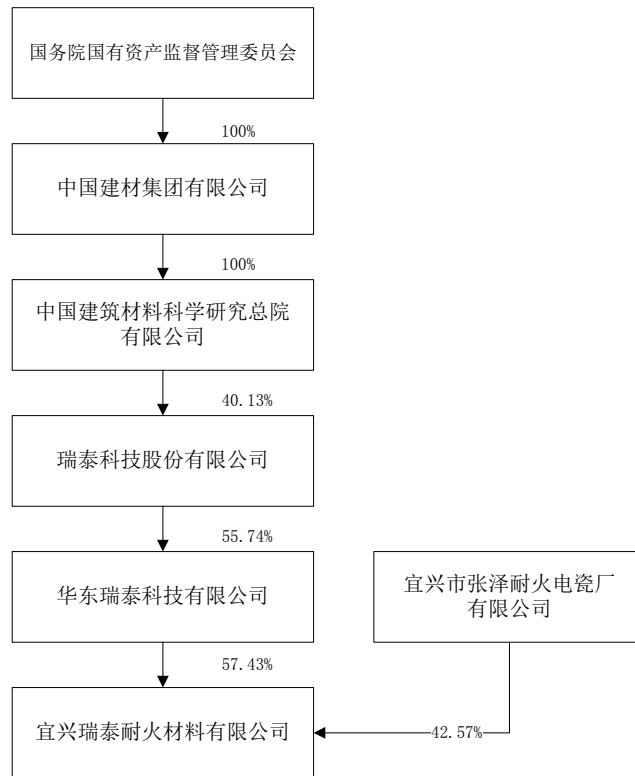 国务院国有资产监督管理委员会
100%
中国建材集团有限公司
100%
中国建筑材料科学研究总院
有限公司
40.13%
瑞泰科技股份有限公司
55.74%
华东瑞泰科技有限公司
宜兴市张泽耐火电瓷厂
有限公司
57.43%
宜兴瑞泰耐火材料有限公司
42.57%